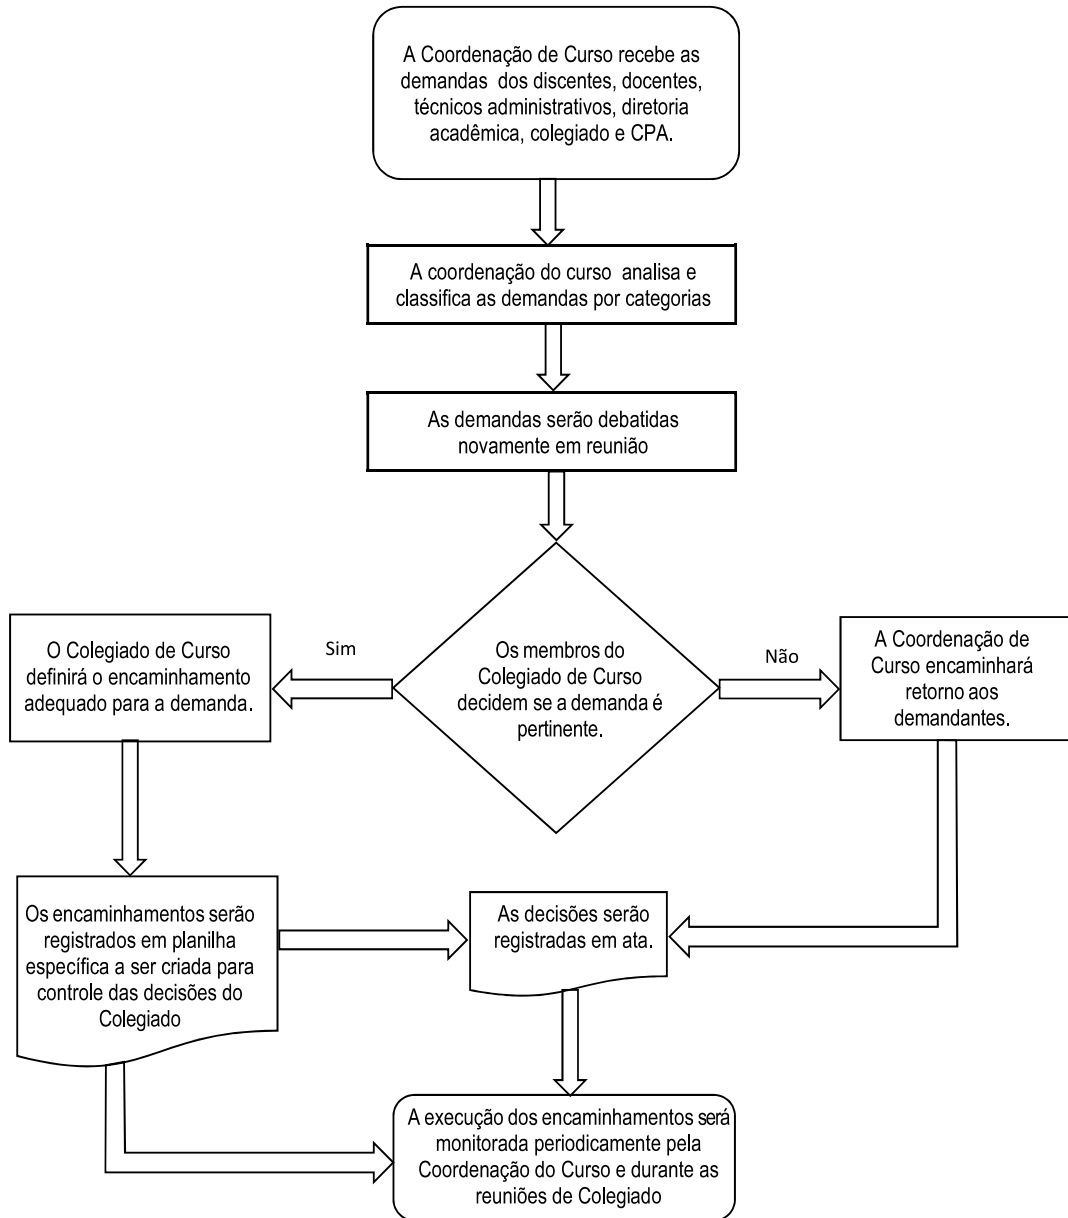 A Coordenação de Curso recebe as
demandas dos discentes, docentes,
técnicos administrativos, diretoria
acadêmica, colegiado e CPA.
A coordenação do curso analisa e
classifica as demandas por categorias
As demandas serão debatidas
novamente em reunião
Os membros do
Colegiado de Curso
decidem se a demanda é
pertinente.
Sim
O Colegiado de Curso
definirá o encaminhamento
adequado para a demanda.
Não
A Coordenação de
Curso encaminhará
retorno aos
demandantes.
Os encaminhamentos serão
registrados em planilha
específica a ser criada para
controle das decisões do
Colegiado
As decisões serão
registradas em ata.
A execução dos encaminhamentos será
monitorada periodicamente pela
Coordenação do Curso e durante as
reuniões de Colegiado